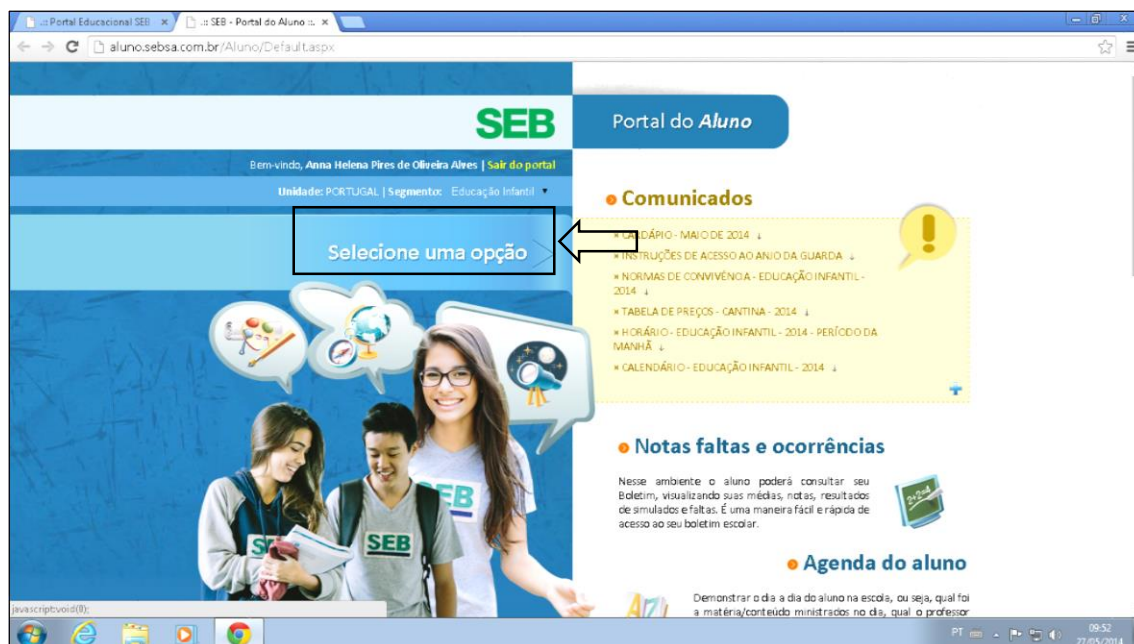 .:: Portal Educacional SEB
.:: SEB - Portal do Aluno ::.
aluno.sebsa.com.br/Aluno/Default.aspx
SEB
Portal do Aluno
Bem-vindo, Anna Helena Pires de Oliveira Alves | Sair do portal
Unidade: PORTUGAL | Segmento: Educação Infantil
Selecione uma opção
Comunicados
CARDÁPIO - MAIO DE 2014
INSTRUÇÕES DE ACESSO AO ANJO DA GUARDA
NORMAS DE CONVIVÊNCIA - EDUCAÇÃO INFANTIL -
2014
TABELA DE PREÇOS - CANTINA - 2014
HORÁRIO - EDUCAÇÃO INFANTIL - 2014 - PERÍODO DA
MANHÃ
CALENDÁRIO - EDUCAÇÃO INFANTIL - 2014
Notas faltas e ocorrências
Nesse ambiente o aluno poderá consultar seu
Boletim, visualizando suas médias, notas, resultados
de simulados e faltas. É uma maneira fácil e rápida de
acesso ao seu boletim escolar.
2+2=4
Agenda do aluno
Demonstrar o dia a dia do aluno na escola, ou seja, qual foi
a matéria/conteúdo ministrados no dia, qual o professor
SEB
SEB
SEB
javascript:void(0);
PT
09:52
27/05/2014